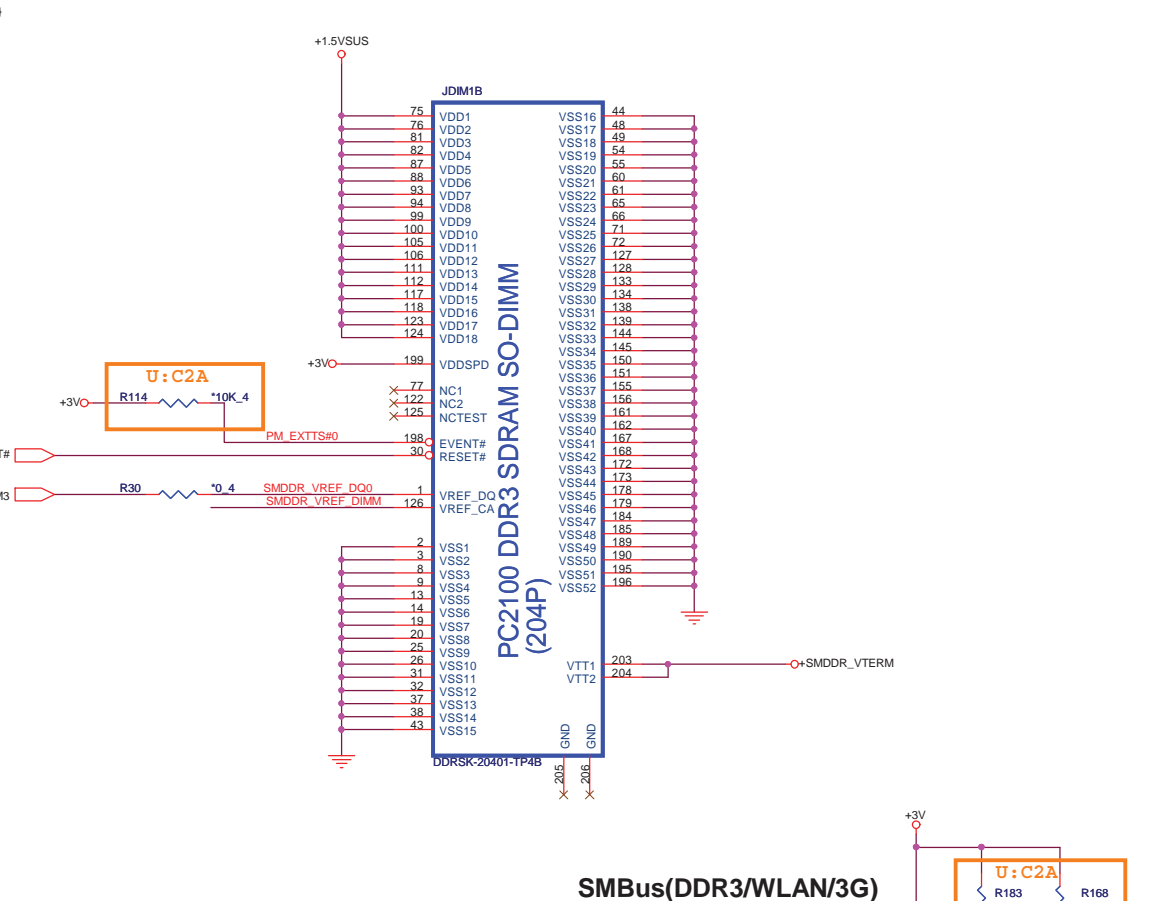 +1.5VSUS
JDIM1B
75 VDD1 VSS16 44
76 VDD2 VSS17 48
81 VDD3 VSS18 49
82 VDD4 VSS19 54
87 VDD5 VSS20 55
88 VDD6 VSS21 60
93 VDD7 VSS22 61
94 VDD8 VSS23 65
99 VDD9 VSS24 66
100 VDD10 VSS25 71
105 VDD11 VSS26 72
106 VDD12 VSS27 127
111 VDD13 VSS28 128
112 VDD14 VSS29 133
117 VDD15 VSS30 134
118 VDD16 VSS31 138
123 VDD17 VSS32 139
124 VDD18 VSS33 144
VSS34 145
+3V 199 VDDSPD VSS35 150
VSS36 151
77 NC1 VSS37 155
122 NC2 VSS38 156
125 NCTEST VSS39 161
VSS40 162
U:C2A
+3V R114 *10K_4
PM_EXTTS#0 198 EVENT# VSS41 167
T# 30 RESET# VSS42 168
VSS43 172
VSS44 173
M3 R30 *0_4 SMDDR_VREF_DQ0 1 VREF_DQ VSS45 178
SMDDR_VREF_DIMM 126 VREF_CA VSS46 179
VSS47 184
VSS48 185
2 VSS1 VSS49 189
3 VSS2 VSS50 190
8 VSS3 VSS51 195
9 VSS4 VSS52 196
13 VSS5
14 VSS6
19 VSS7
20 VSS8
25 VSS9
26 VSS10 VTT1 203 +SMDDR_VTERM
31 VSS11 VTT2 204
32 VSS12
37 VSS13
38 VSS14
43 VSS15
PC2100 DDR3 SDRAM SO-DIMM
(204P)
GND GND
DDRSK-20401-TP4B
205 206
+3V
U:C2A
SMBus(DDR3/WLAN/3G)
R183 R168